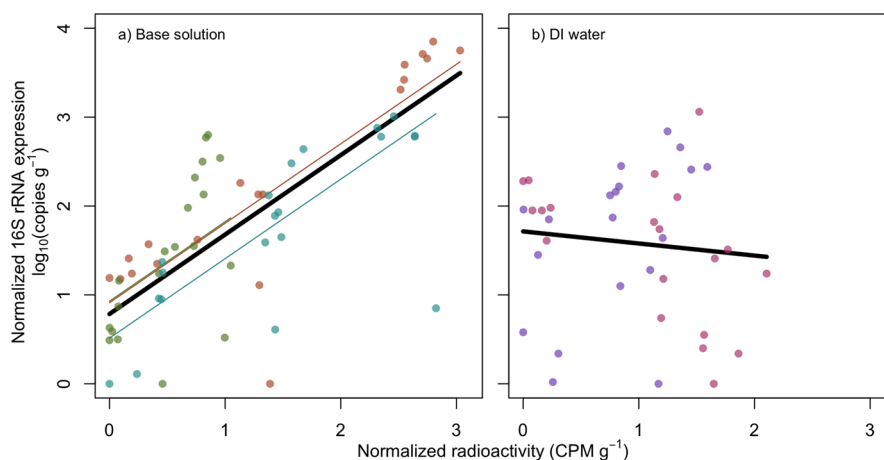 a) Base solution
b) DI water
Normalized 16S rRNA expression
log₁₀(copies g⁻¹)
4
3
2
1
0
0 1 2 3
0 1 2 3
Normalized radioactivity (CPM g⁻¹)